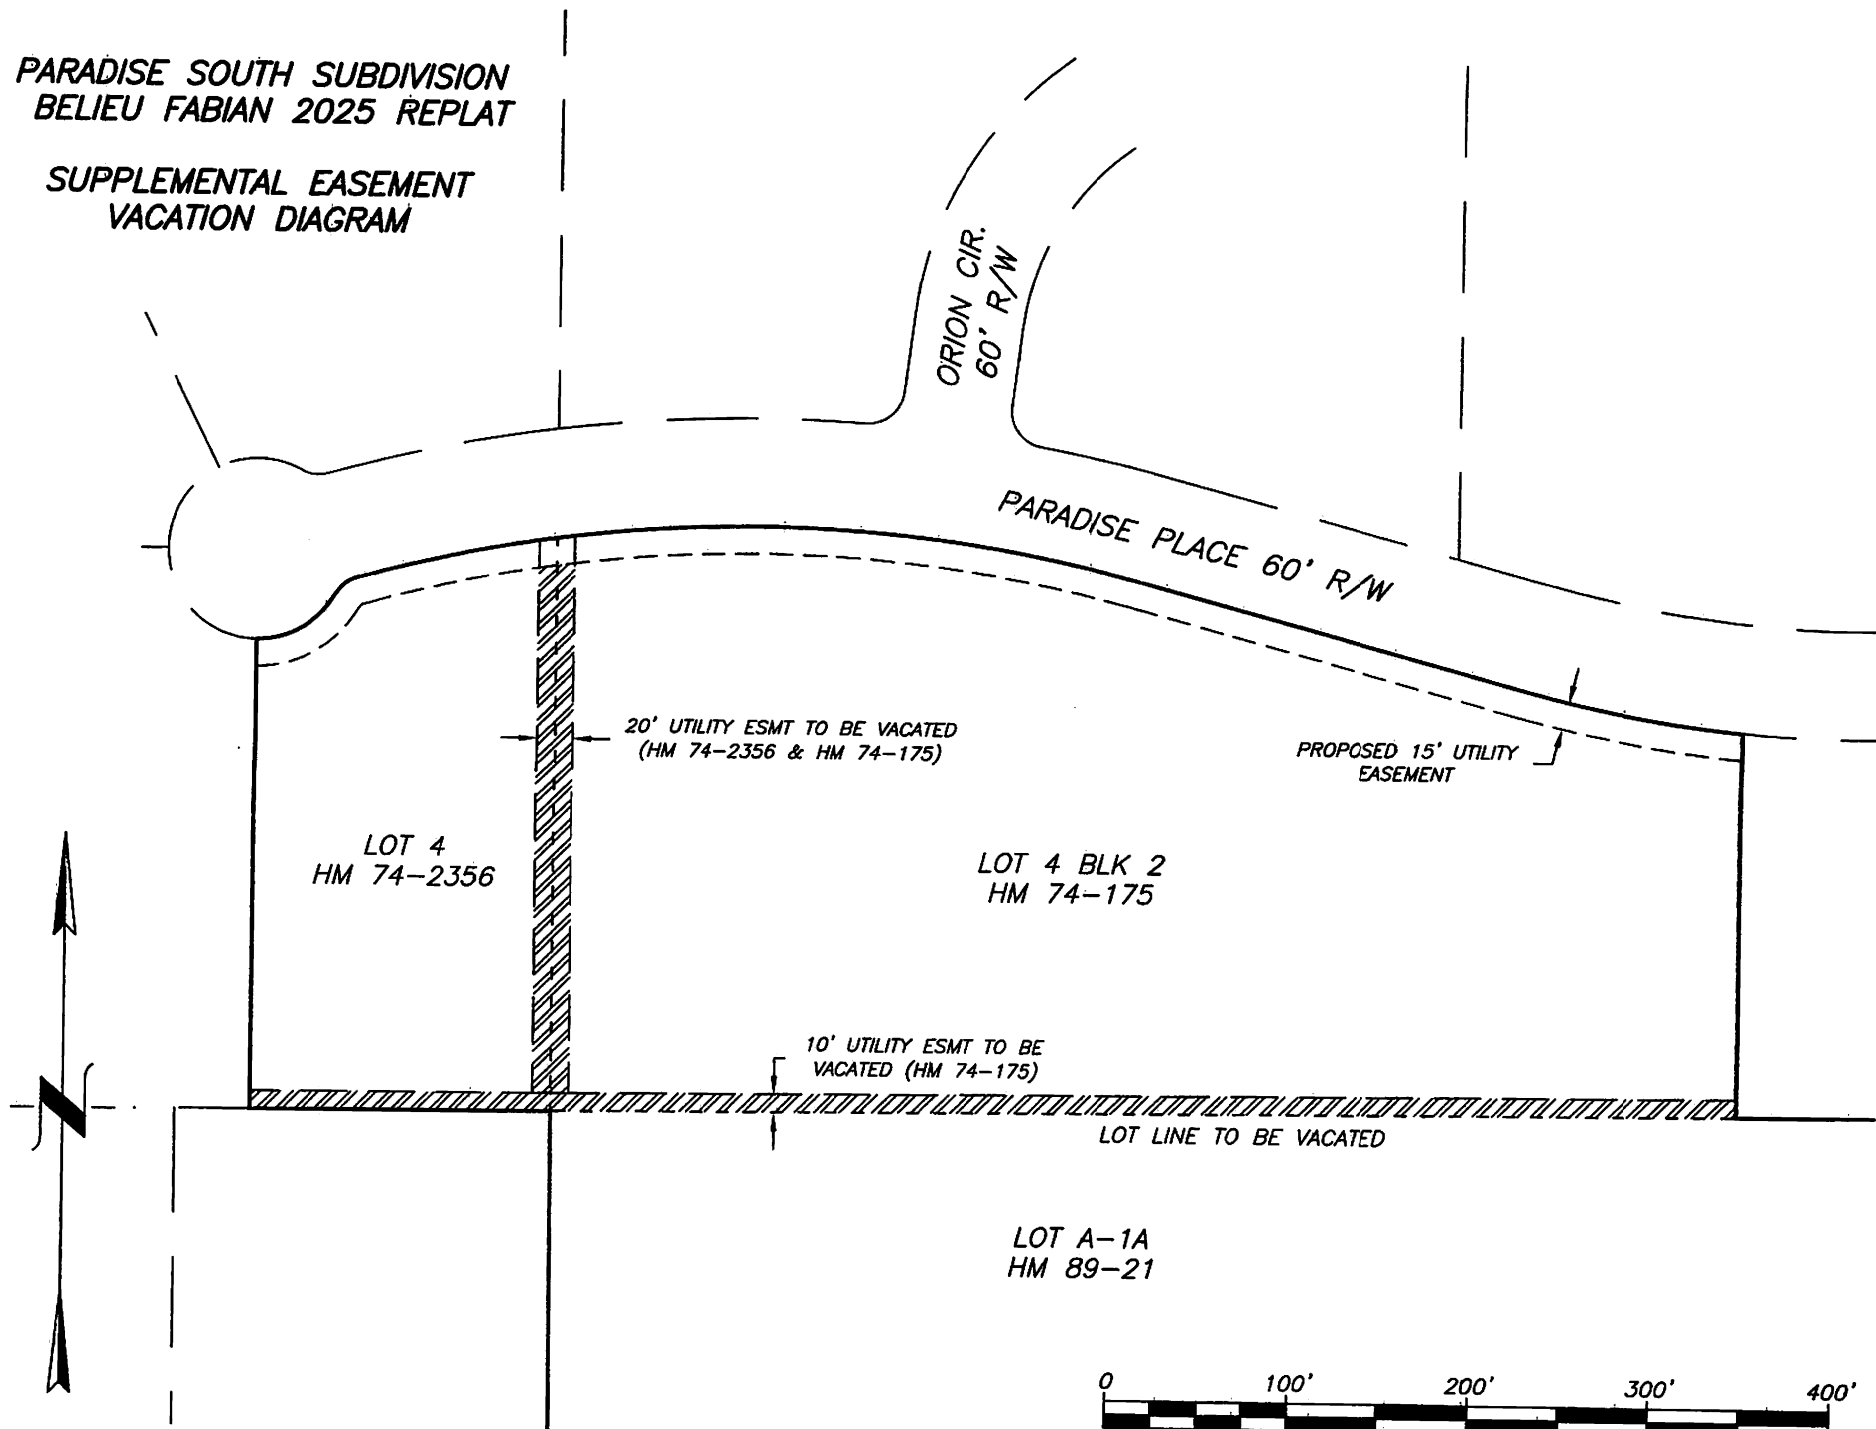 PARADISE SOUTH SUBDIVISION
BELIEU FABIAN 2025 REPLAT
SUPPLEMENTAL EASEMENT
VACATION DIAGRAM
ORION CIR.
60' R/W
PARADISE PLACE 60' R/W
20' UTILITY ESMT TO BE VACATED
(HM 74-2356 & HM 74-175)
PROPOSED 15' UTILITY
EASEMENT
LOT 4
HM 74-2356
LOT 4 BLK 2
HM 74-175
10' UTILITY ESMT TO BE
VACATED (HM 74-175)
N
LOT LINE TO BE VACATED
LOT A-1A
HM 89-21
0 100' 200' 300' 400'